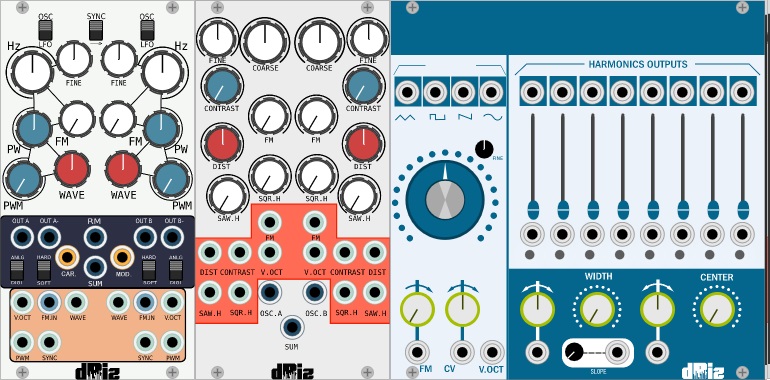 OSC
SYNC
OSC
LFO
LFO
Hz
Hz
FINE
FINE
FM
FM
PW
PW
PWM
WAVE
WAVE
PWM
OUT A
OUT A-
RM
OUT B
OUT B-
ANLG
HARD
CAR.
MOD.
HARD
ANLG
DIGI
SOFT
SUM
SOFT
DIGI
V.OCT
FM.IN
WAVE
WAVE
FM.IN
V.OCT
PWM
SYNC
SYNC
PWM
dRiz
FINE
COARSE
COARSE
FINE
CONTRAST
CONTRAST
FM
FM
DIST
DIST
SQR.H
SQR.H
SAW.H
SAW.H
FM
FM
DIST
CONTRAST
V.OCT
V.OCT
CONTRAST
DIST
SAW.H
SQR.H
OSC.A
OSC.B
SQR.H
SAW.H
SUM
dRiz
FINE
FM
CV
V.OCT
HARMONICS OUTPUTS
WIDTH
CENTER
SLOPE
dRiz